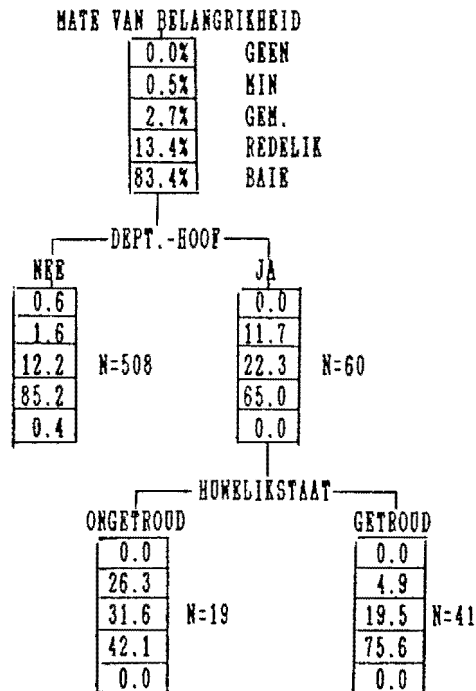 MATE VAN BELANGRIKHEID
0.0% GEEN
0.5% MIN
2.7% GEM.
13.4% REDELIK
83.4% BAIE
DEPT.-HOOF
NEE JA
0.6 0.0
1.6 11.7
12.2 N=508 22.3 N=60
85.2 65.0
0.4 0.0
HUWELIKSTAAT
ONGETROUD GETROUD
0.0 0.0
26.3 4.9
31.6 N=19 19.5 N=41
42.1 75.6
0.0 0.0